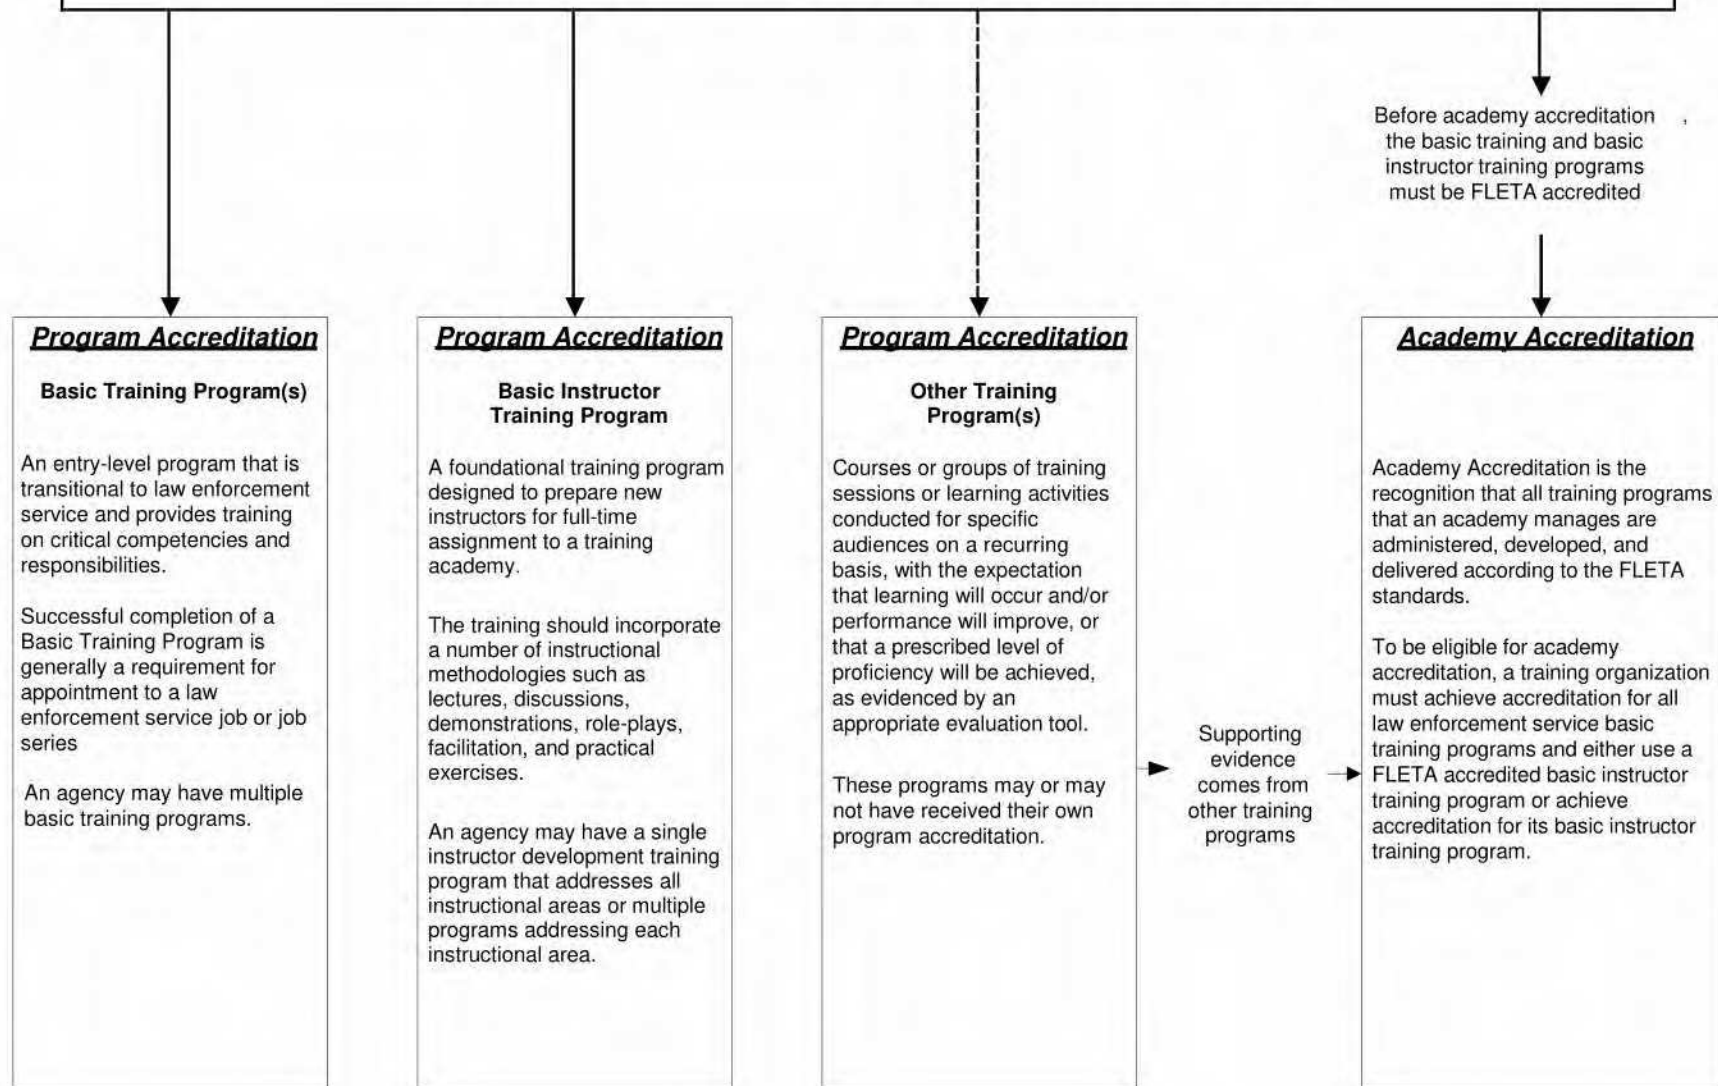 Before academy accreditation ,
the basic training and basic
instructor training programs
must be FLETA accredited
Program Accreditation
Basic Training Program(s)
An entry-level program that is
transitional to law enforcement
service and provides training
on critical competencies and
responsibilities.
Successful completion of a
Basic Training Program is
generally a requirement for
appointment to a law
enforcement service job or job
series
An agency may have multiple
basic training programs.
Program Accreditation
Basic Instructor
Training Program
A foundational training program
designed to prepare new
instructors for full-time
assignment to a training
academy.
The training should incorporate
a number of instructional
methodologies such as
lectures, discussions,
demonstrations, role-plays,
facilitation, and practical
exercises.
An agency may have a single
instructor development training
program that addresses all
instructional areas or multiple
programs addressing each
instructional area.
Program Accreditation
Other Training
Program(s)
Courses or groups of training
sessions or learning activities
conducted for specific
audiences on a recurring
basis, with the expectation
that learning will occur and/or
performance will improve, or
that a prescribed level of
proficiency will be achieved,
as evidenced by an
appropriate evaluation tool.
These programs may or may
not have received their own
program accreditation.
Supporting
evidence
comes from
other training
programs
Academy Accreditation
Academy Accreditation is the
recognition that all training programs
that an academy manages are
administered, developed, and
delivered according to the FLETA
standards.
To be eligible for academy
accreditation, a training organization
must achieve accreditation for all
law enforcement service basic
training programs and either use a
FLETA accredited basic instructor
training program or achieve
accreditation for its basic instructor
training program.